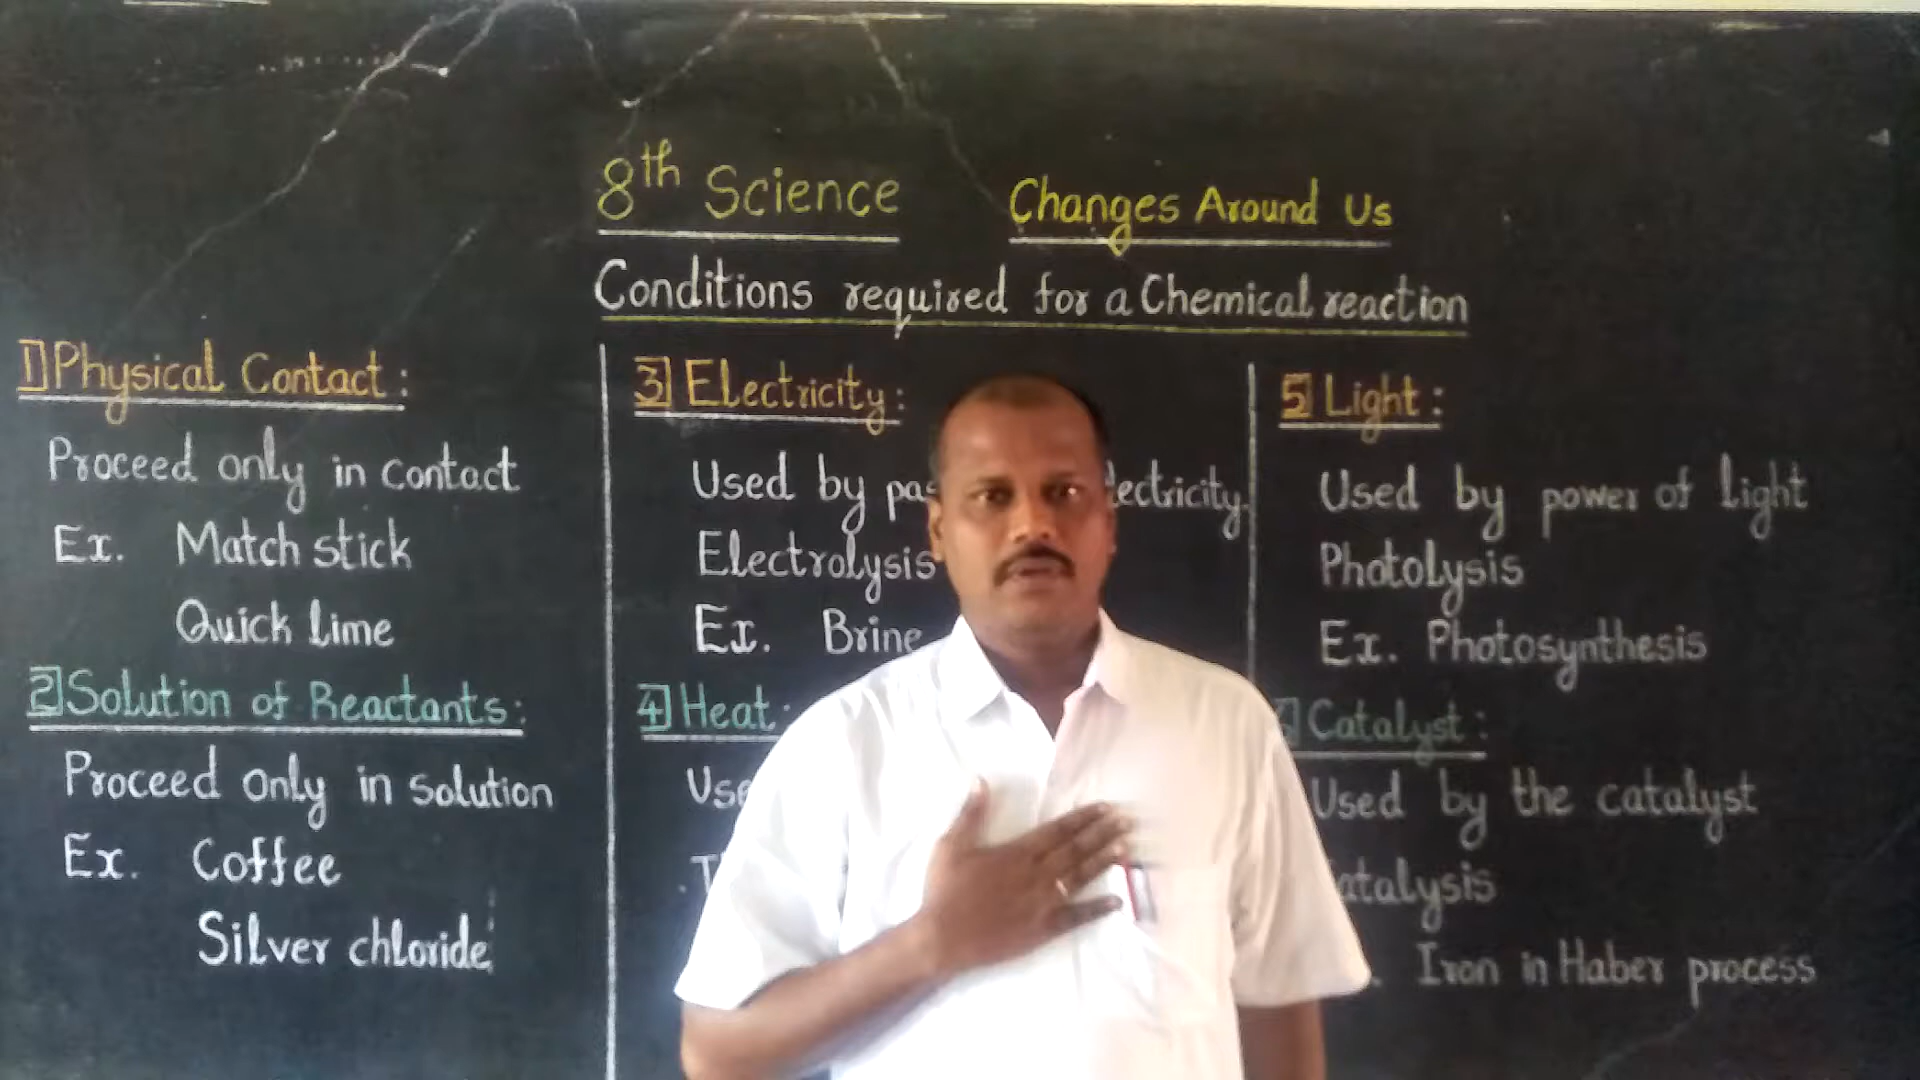 8th Science
Changes Around Us
Conditions required for a Chemical reaction
1] Physical Contact :
Proceed only in contact
Ex. Match stick
Quick lime
2] Solution of Reactants :
Proceed only in solution
Ex. Coffee
Silver chloride
3] Electricity :
Used by
Electrolysis
Ex. Brine
4] Heat :
5] Light :
Used by power of light
Photolysis
Ex. Photosynthesis
Catalyst :
Used by the catalyst
Iron in Haber process